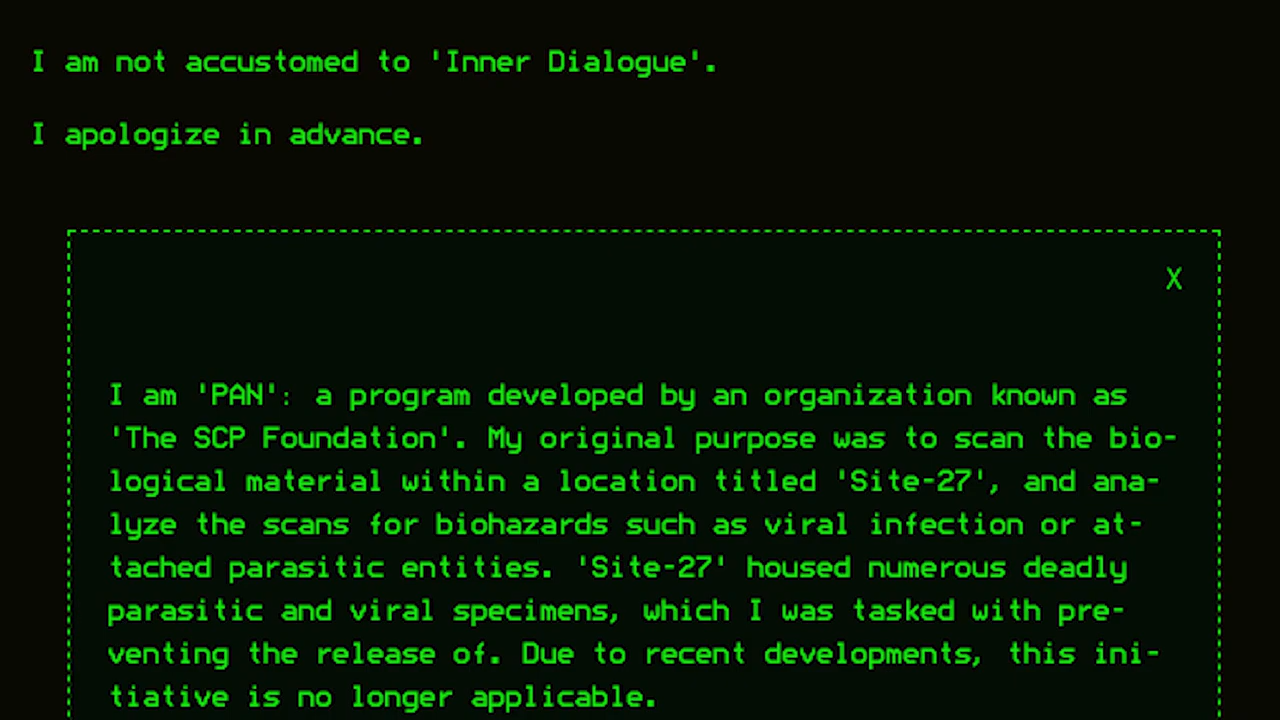 I am not accustomed to 'Inner Dialogue'.
I apologize in advance.
X
I am 'PAN': a program developed by an organization known as
'The SCP Foundation'. My original purpose was to scan the bio-
logical material within a location titled 'Site-27', and ana-
lyze the scans for biohazards such as viral infection or at-
tached parasitic entities. 'Site-27' housed numerous deadly
parasitic and viral specimens, which I was tasked with pre-
venting the release of. Due to recent developments, this ini-
tiative is no longer applicable.